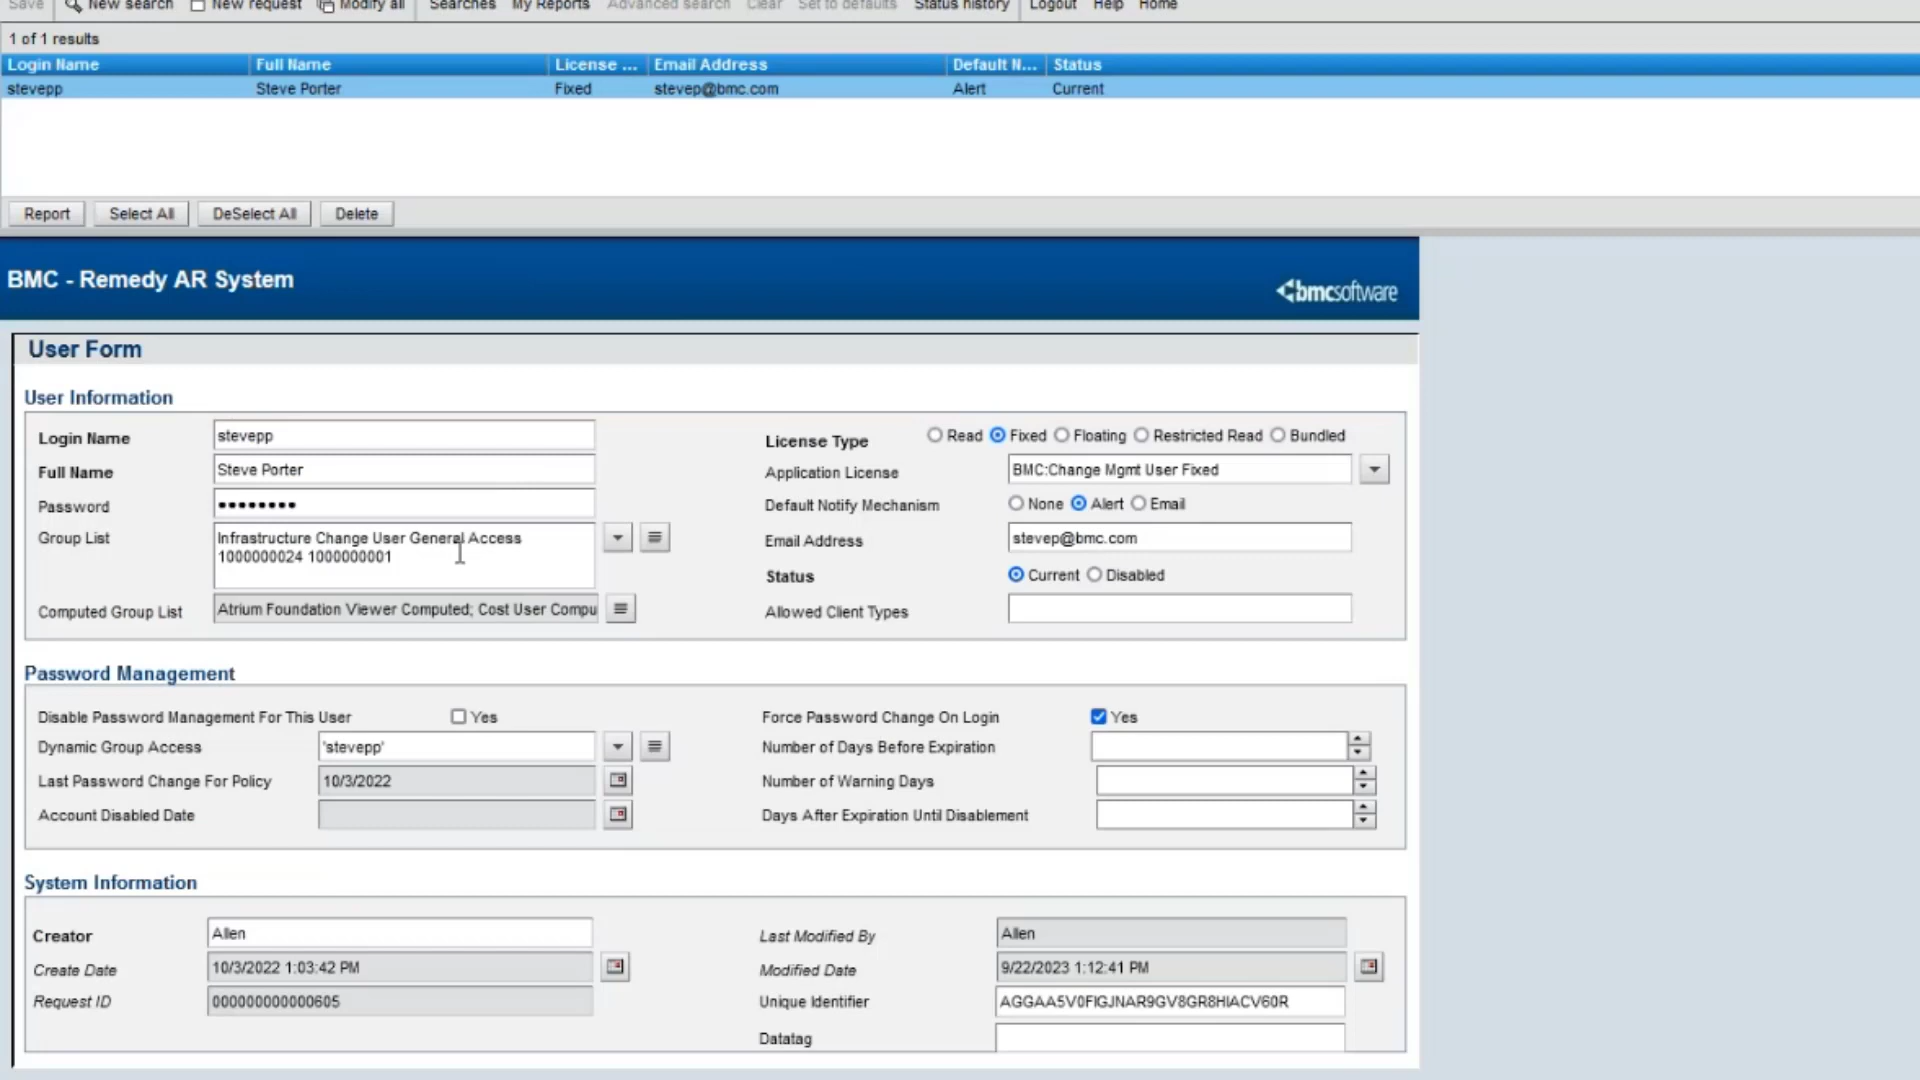 Save New search New request Modify all Searches My Reports Advanced search Clear Set to defaults Status history Logout Help Home
1 of 1 results
Login Name Full Name License ... Email Address Default N... Status
stevepp Steve Porter Fixed stevep@bmc.com Alert Current
Report Select All DeSelect All Delete
BMC - Remedy AR System
bmcsoftware
User Form
User Information
Login Name stevepp License Type Read Fixed Floating Restricted Read Bundled
Full Name Steve Porter Application License BMC:Change Mgmt User Fixed
Password •••••••• Default Notify Mechanism None Alert Email
Group List Infrastructure Change User General Access Email Address stevep@bmc.com
1000000024 1000000001
Status Current Disabled
Computed Group List Atrium Foundation Viewer Computed; Cost User Compu Allowed Client Types
Password Management
Disable Password Management For This User Yes Force Password Change On Login Yes
Dynamic Group Access 'stevepp' Number of Days Before Expiration
Last Password Change For Policy 10/3/2022 Number of Warning Days
Account Disabled Date Days After Expiration Until Disablement
System Information
Creator Allen Last Modified By Allen
Create Date 10/3/2022 1:03:42 PM Modified Date 9/22/2023 1:12:41 PM
Request ID 000000000000605 Unique Identifier AGGAA5V0FIGJNAR9GV8GR8HIACV60R
Datatag